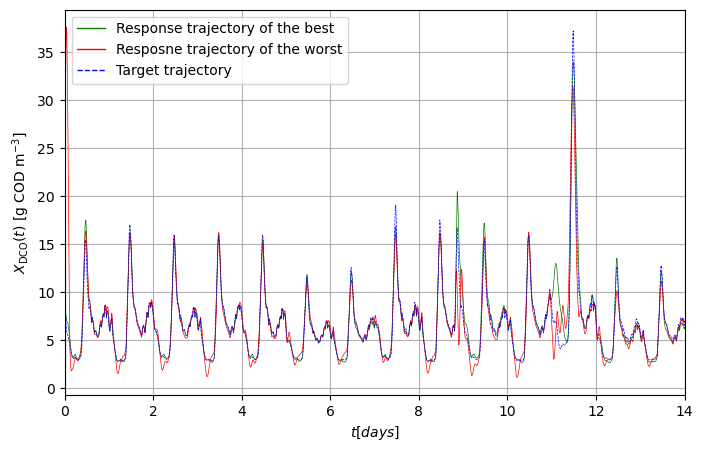 Response trajectory of the best
Resposne trajectory of the worst
Target trajectory
X_DCO(t) [g COD m⁻³]
35
30
25
20
15
10
5
0
0 2 4 6 8 10 12 14
t[days]